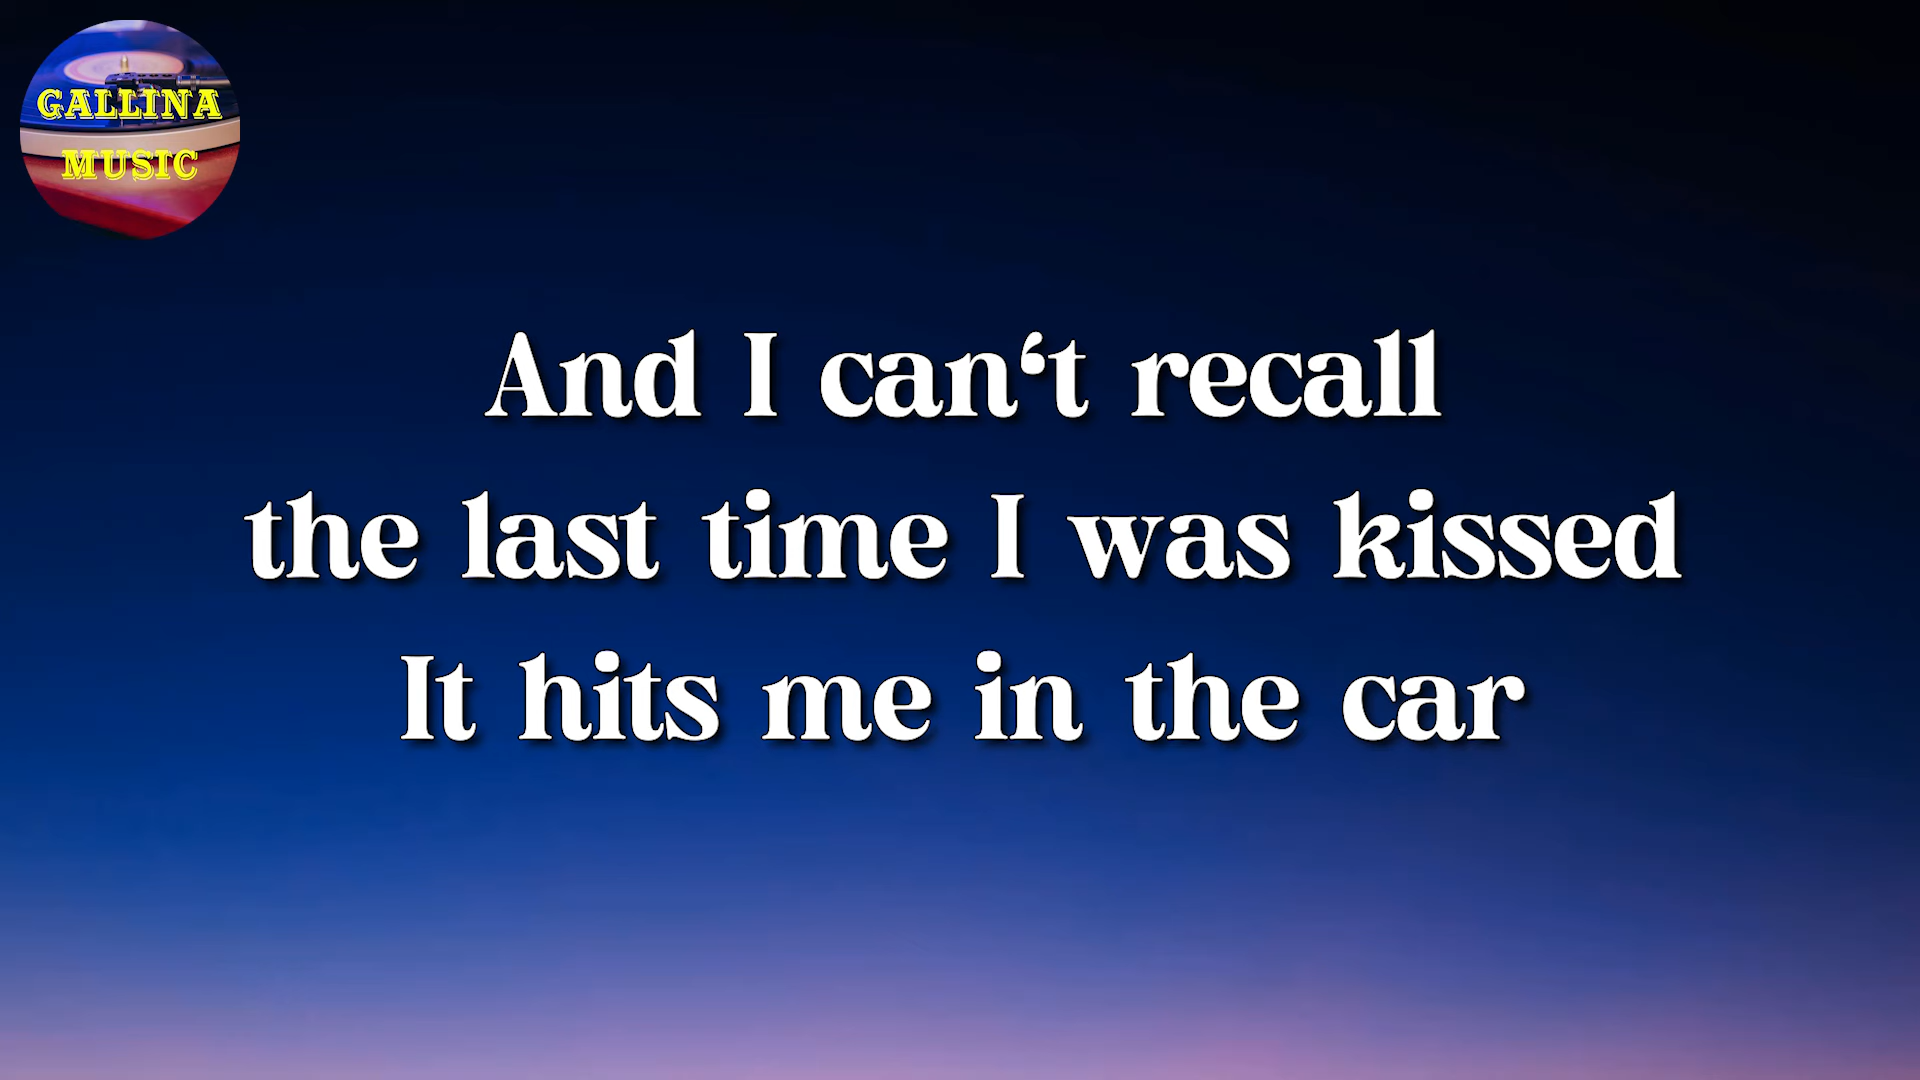 GALLINA
MUSIC
And I can‘t recall
the last time I was kissed
It hits me in the car